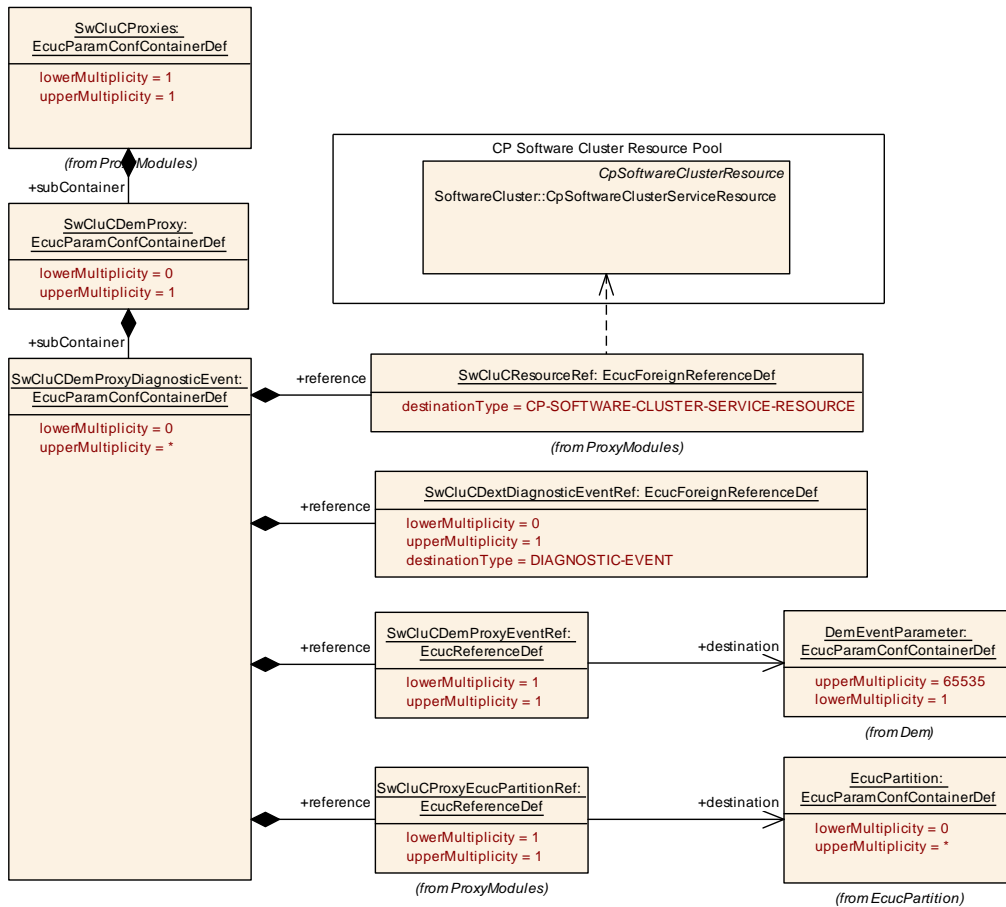 SwCluCProxies:
EcucParamConfContainerDef
lowerMultiplicity = 1
upperMultiplicity = 1
(from ProxyModules)
+subContainer
SwCluCDemProxy:
EcucParamConfContainerDef
lowerMultiplicity = 0
upperMultiplicity = 1
+subContainer
SwCluCDemProxyDiagnosticEvent:
EcucParamConfContainerDef
lowerMultiplicity = 0
upperMultiplicity = *
CP Software Cluster Resource Pool
CpSoftwareClusterResource
SoftwareCluster::CpSoftwareClusterServiceResource
+reference
SwCluCResourceRef: EcucForeignReferenceDef
destinationType = CP-SOFTWARE-CLUSTER-SERVICE-RESOURCE
(from ProxyModules)
+reference
SwCluCDextDiagnosticEventRef: EcucForeignReferenceDef
lowerMultiplicity = 0
upperMultiplicity = 1
destinationType = DIAGNOSTIC-EVENT
+reference
SwCluCDemProxyEventRef:
EcucReferenceDef
lowerMultiplicity = 1
upperMultiplicity = 1
+destination
DemEventParameter:
EcucParamConfContainerDef
upperMultiplicity = 65535
lowerMultiplicity = 1
(from Dem)
+reference
SwCluCProxyEcucPartitionRef:
EcucReferenceDef
lowerMultiplicity = 1
upperMultiplicity = 1
(from ProxyModules)
+destination
EcucPartition:
EcucParamConfContainerDef
lowerMultiplicity = 0
upperMultiplicity = *
(from EcucPartition)